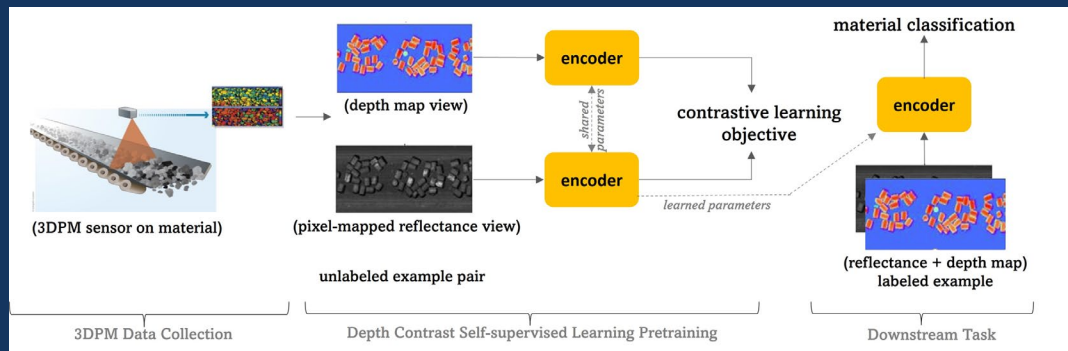 (3DPM sensor on material)
(depth map view)
(pixel-mapped reflectance view)
unlabeled example pair
encoder
shared
parameters
encoder
contrastive learning
objective
learned parameters
material classification
encoder
(reflectance + depth map)
labeled example
3DPM Data Collection
Depth Contrast Self-supervised Learning Pretraining
Downstream Task